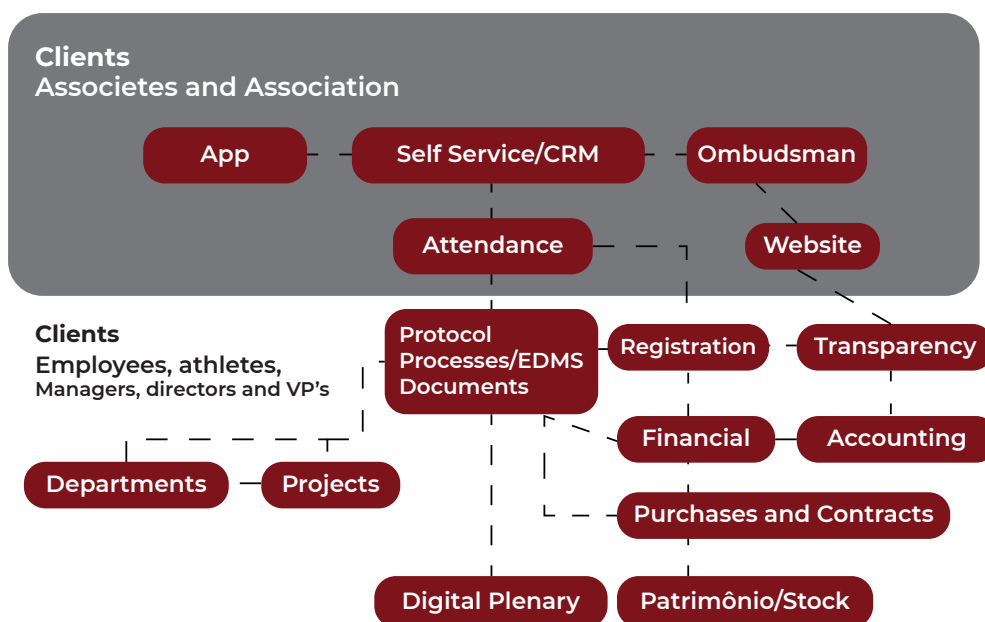 Clients
Associetes and Association
App
Self Service/CRM
Ombudsman
Attendance
Website
Clients
Employees, athletes,
Managers, directors and VP's
Protocol
Processes/EDMS
Documents
Registration
Transparency
Financial
Accounting
Departments
Projects
Purchases and Contracts
Digital Plenary
Patrimônio/Stock